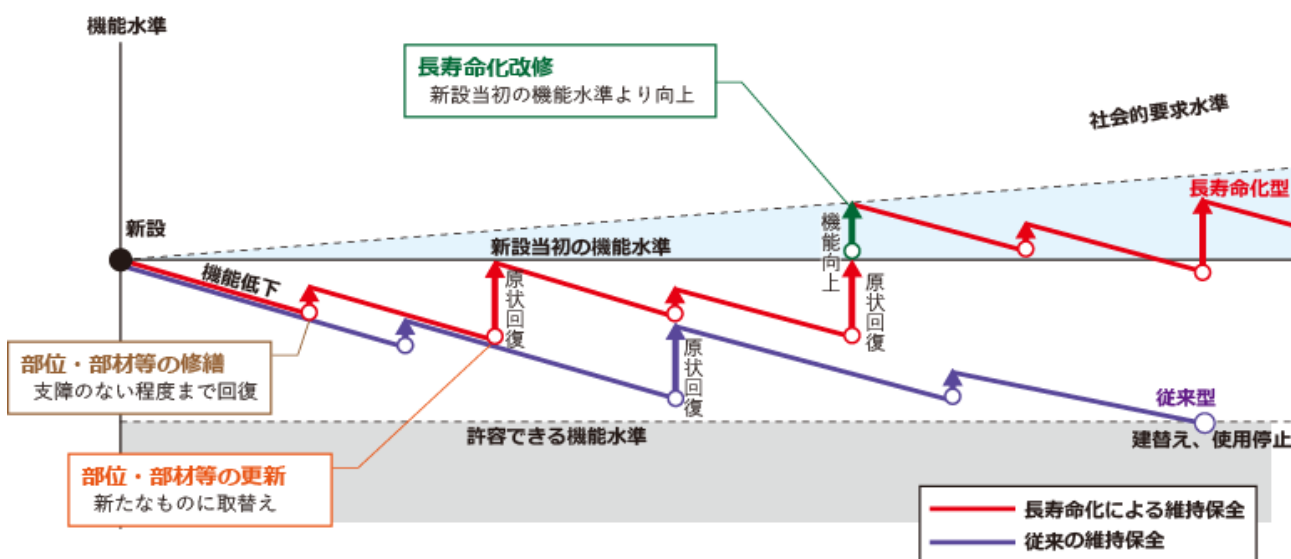 機能水準
長寿命化改修
新設当初の機能水準より向上
社会的要求水準
長寿命化型
新設
新設当初の機能水準
機能向上
機能低下
原状回復
原状回復
原状回復
部位・部材等の修繕
支障のない程度まで回復
従来型
許容できる機能水準
建替え、使用停止
部位・部材等の更新
新たなものに取替え
長寿命化による維持保全
従来の維持保全